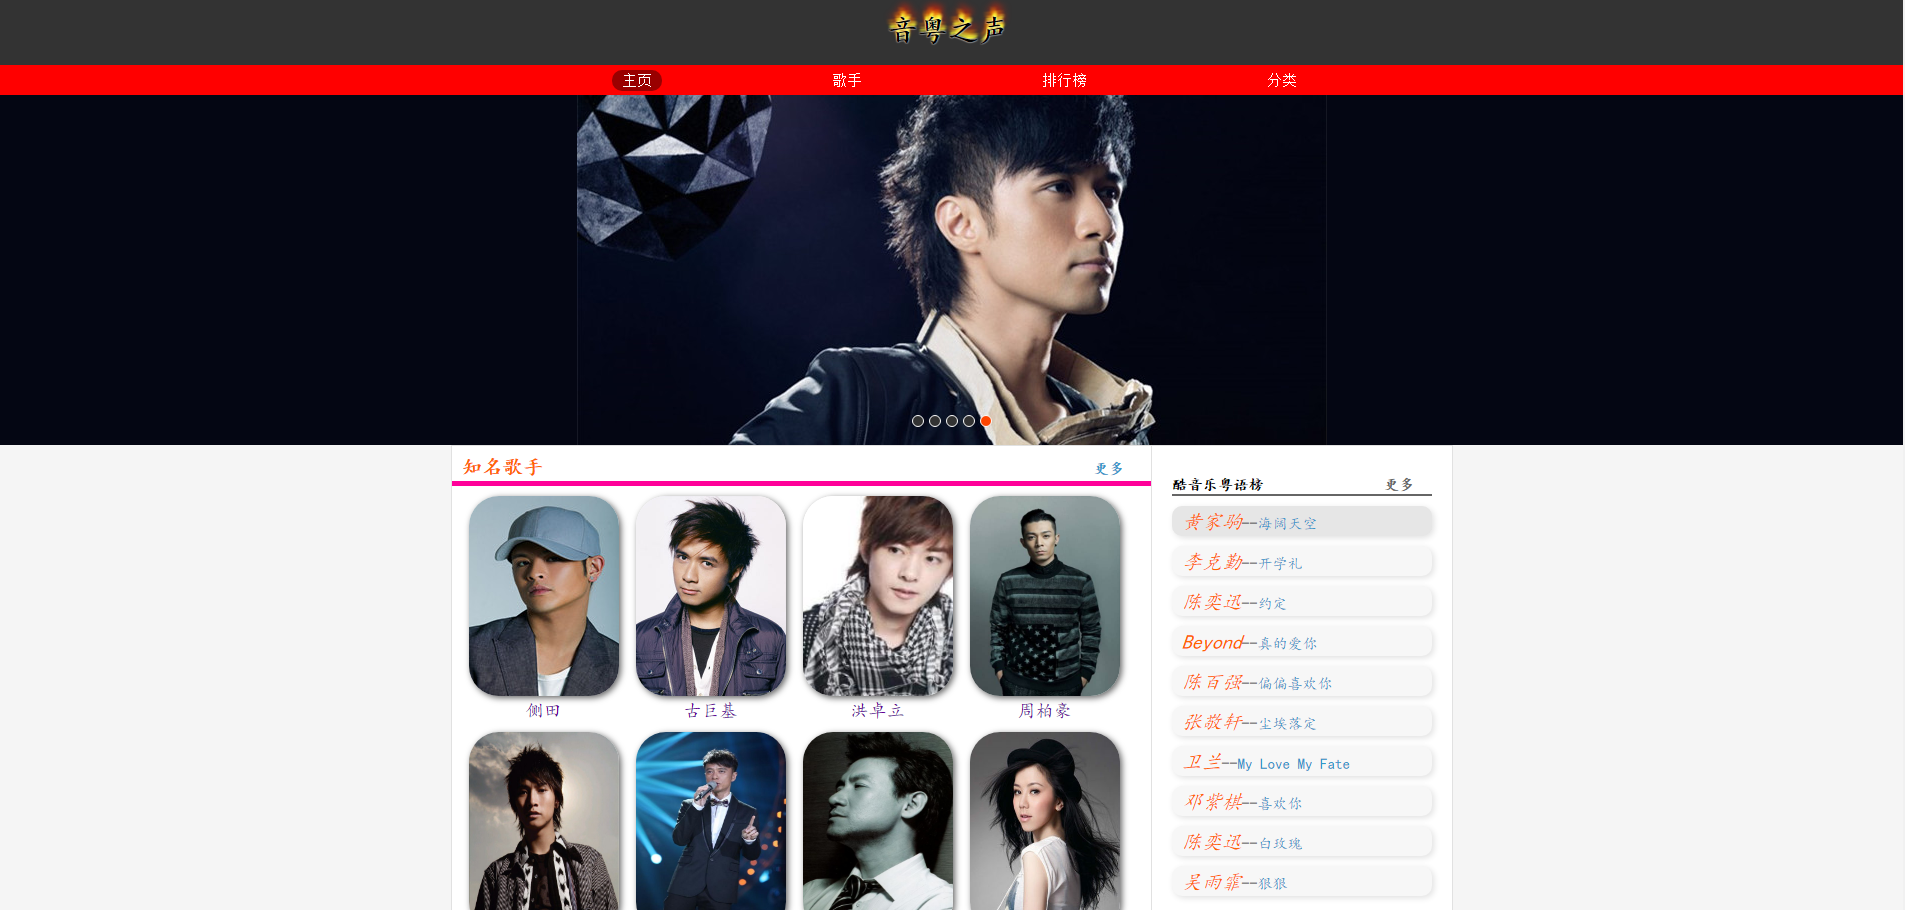 音粤之声
主页 歌手 排行榜 分类
知名歌手 更多
侧田 古巨基 洪卓立 周柏豪
酷音乐粤语榜 更多
黄家驹--海阔天空
李克勤--开学礼
陈奕迅--约定
Beyond--真的爱你
陈百强--偏偏喜欢你
张敬轩--尘埃落定
卫兰--My Love My Fate
邓紫棋--喜欢你
陈奕迅--白玫瑰
吴雨霏--狠狠